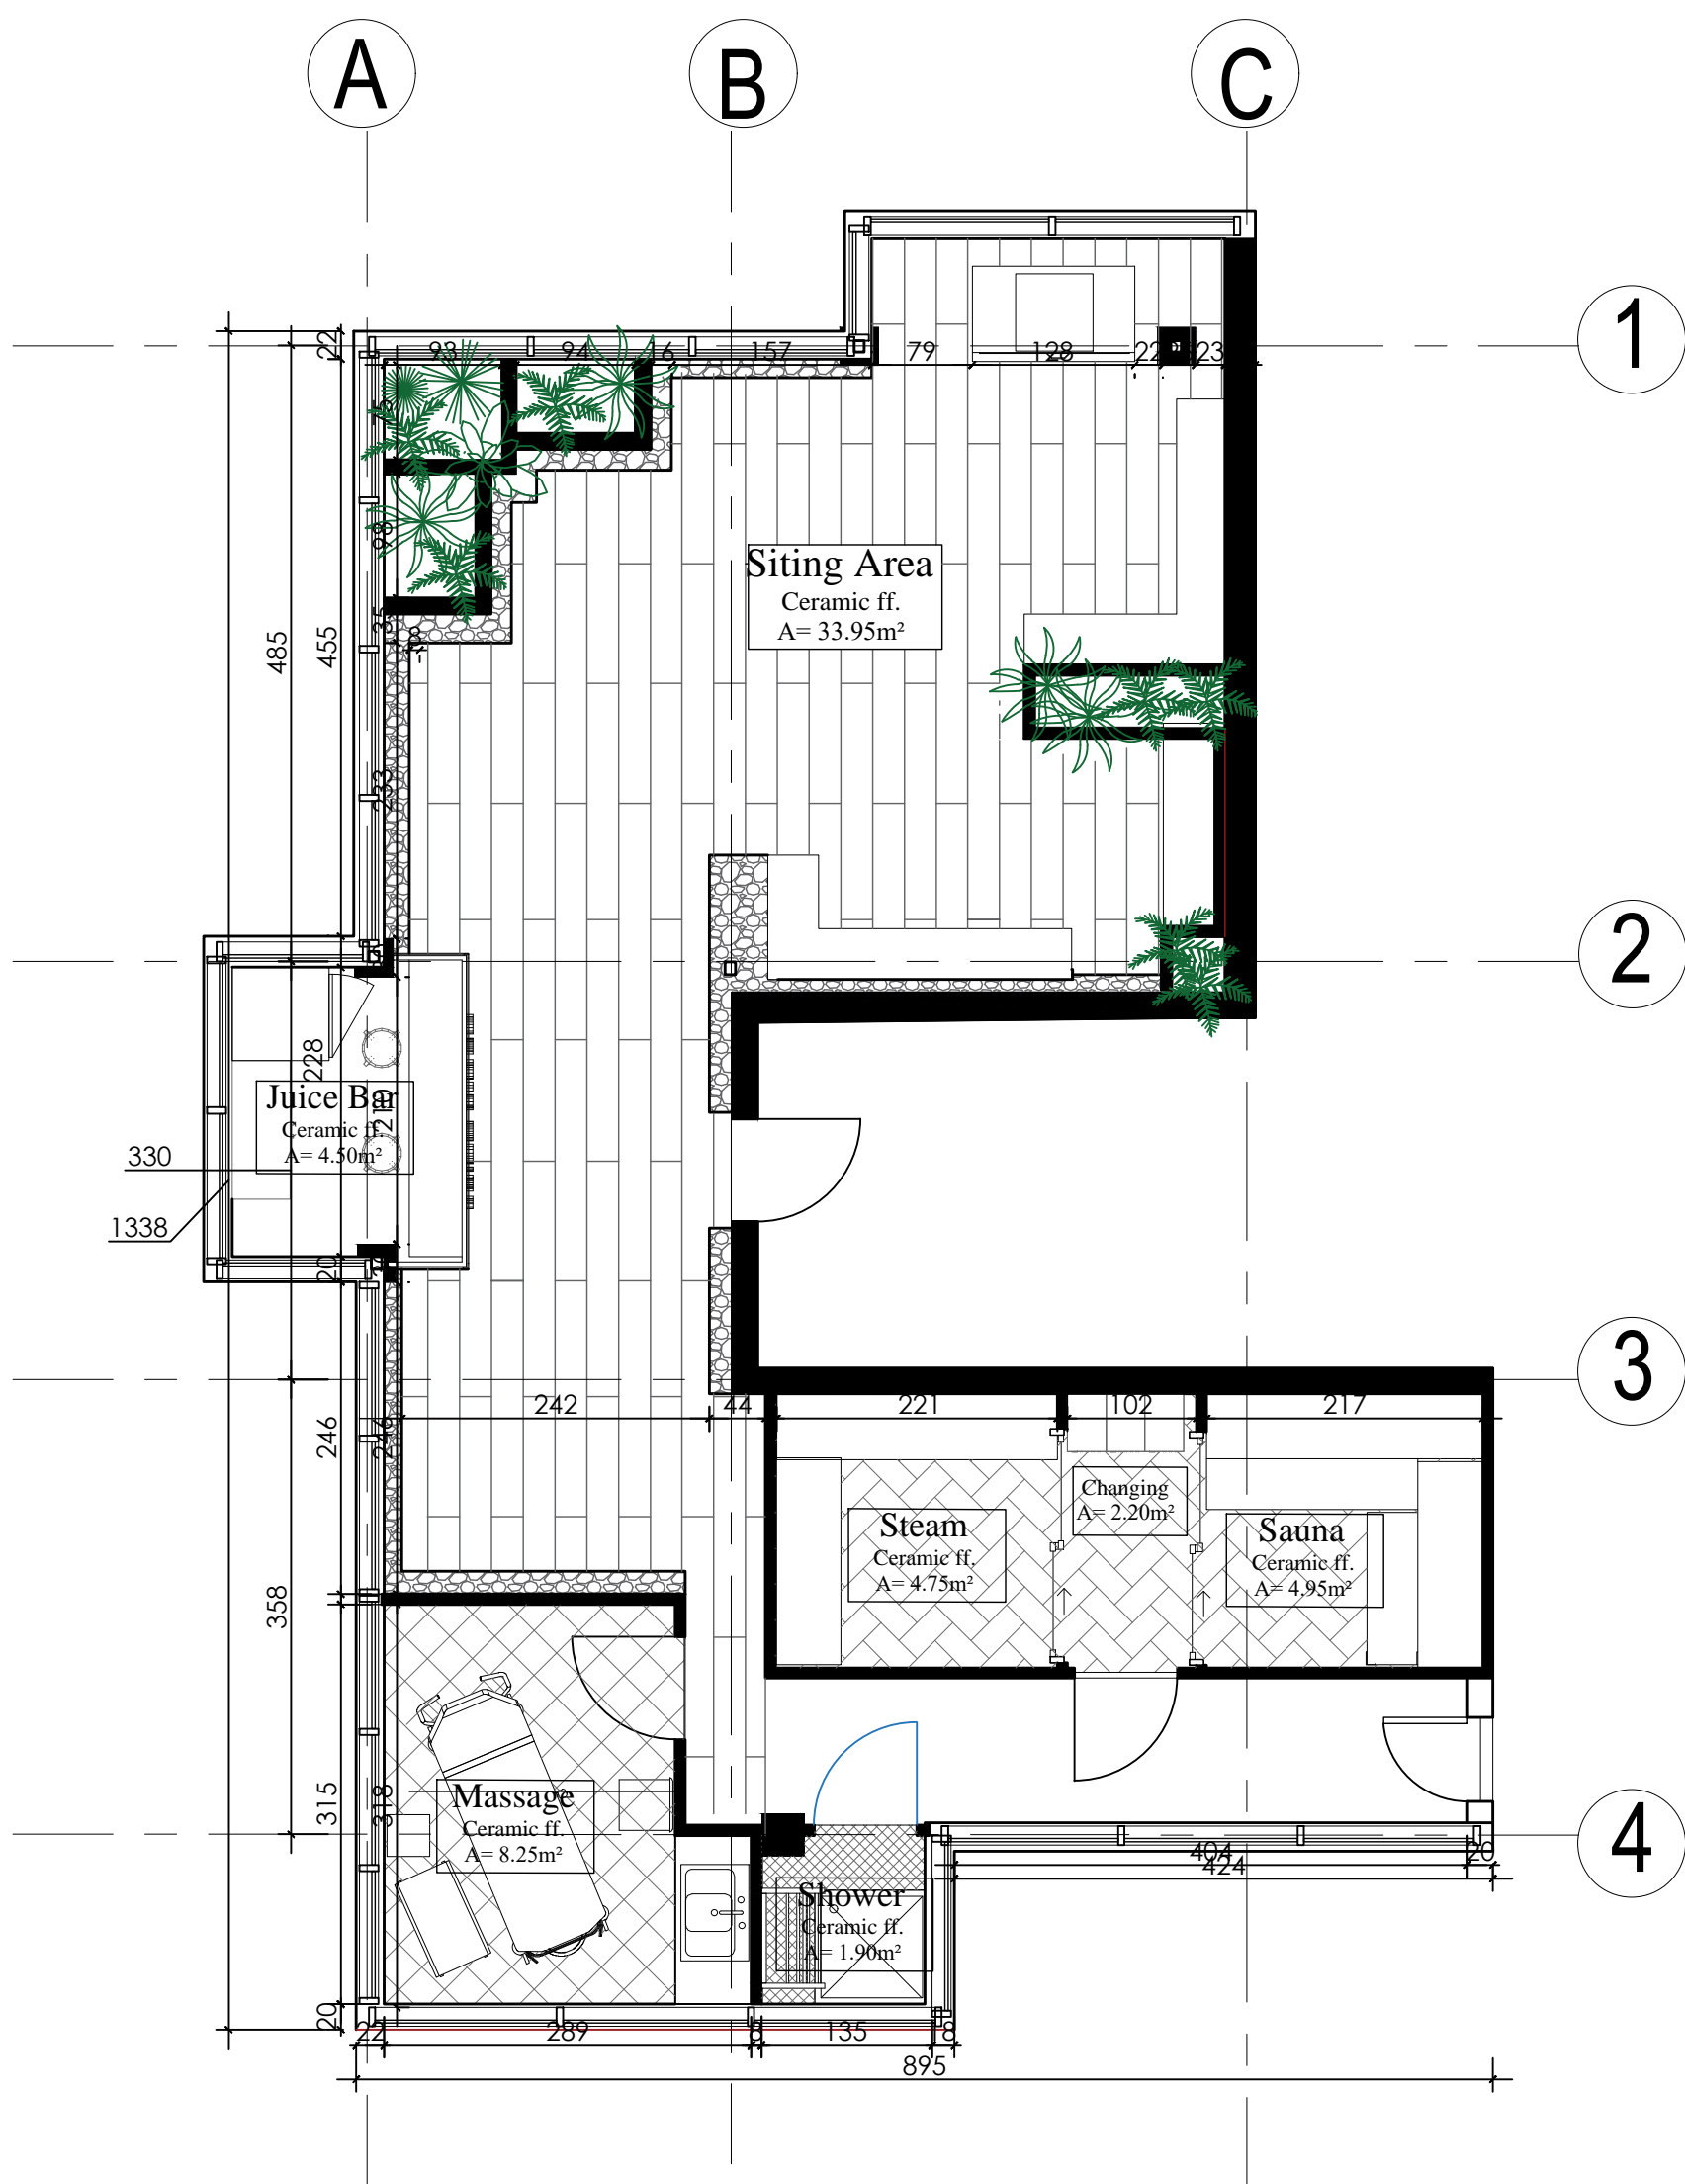 A
B
C
1
22
93
94
16
157
79
128
22
23
75
98
Siting Area
Ceramic ff.
A= 33.95m²
35
485
455
233
2
228
Juice Bar
210
Ceramic ff.
A= 4.50m²
330
1338
20
3
242
44
221
102
217
246
246
Changing
A= 2.20m²
Steam
Ceramic ff.
A= 4.75m²
Sauna
Ceramic ff.
A= 4.95m²
358
315
318
Massage
Ceramic ff.
A= 8.25m²
4
404
20
424
Shower
Ceramic ff.
A= 1.90m²
20
22
289
8
135
18
895